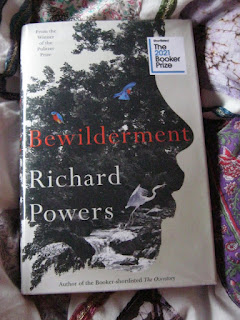 From the
Winner
of the
Pulitzer
Prize
Shortlisted
The
2021
Booker
Prize
Bewilderment
Richard
Powers
Author of the Booker-shortlisted The Overstory